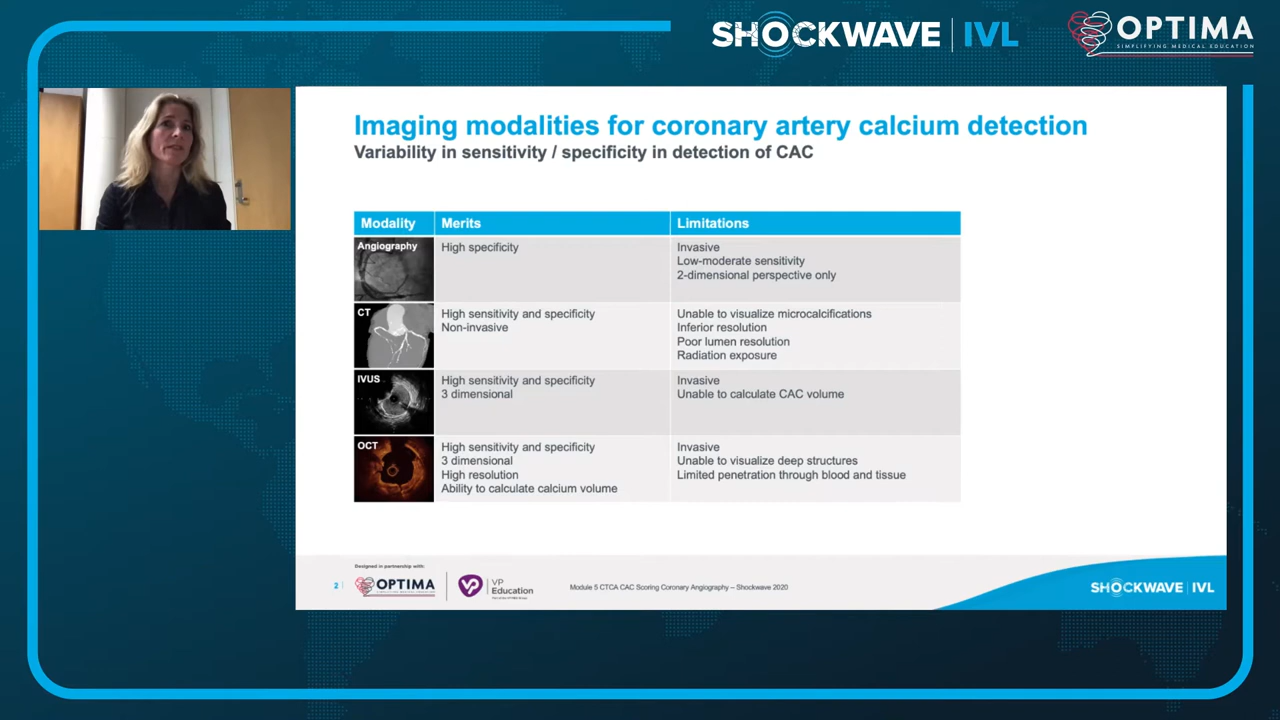 SHOCKWAVE IVL
OPTIMA
SIMPLIFYING MEDICAL EDUCATION
Imaging modalities for coronary artery calcium detection
Variability in sensitivity / specificity in detection of CAC
Modality Merits Limitations
Angiography
High specificity
Invasive
Low-moderate sensitivity
2-dimensional perspective only
CT
High sensitivity and specificity
Non-invasive
Unable to visualize microcalcifications
Inferior resolution
Poor lumen resolution
Radiation exposure
IVUS
High sensitivity and specificity
3 dimensional
Invasive
Unable to calculate CAC volume
OCT
High sensitivity and specificity
3 dimensional
High resolution
Ability to calculate calcium volume
Invasive
Unable to visualize deep structures
Limited penetration through blood and tissue
Designed in partnership with:
2
OPTIMA
VP
Education
Module 5 CTCA CAC Scoring Coronary Angiography – Shockwave 2020
SHOCKWAVE IVL